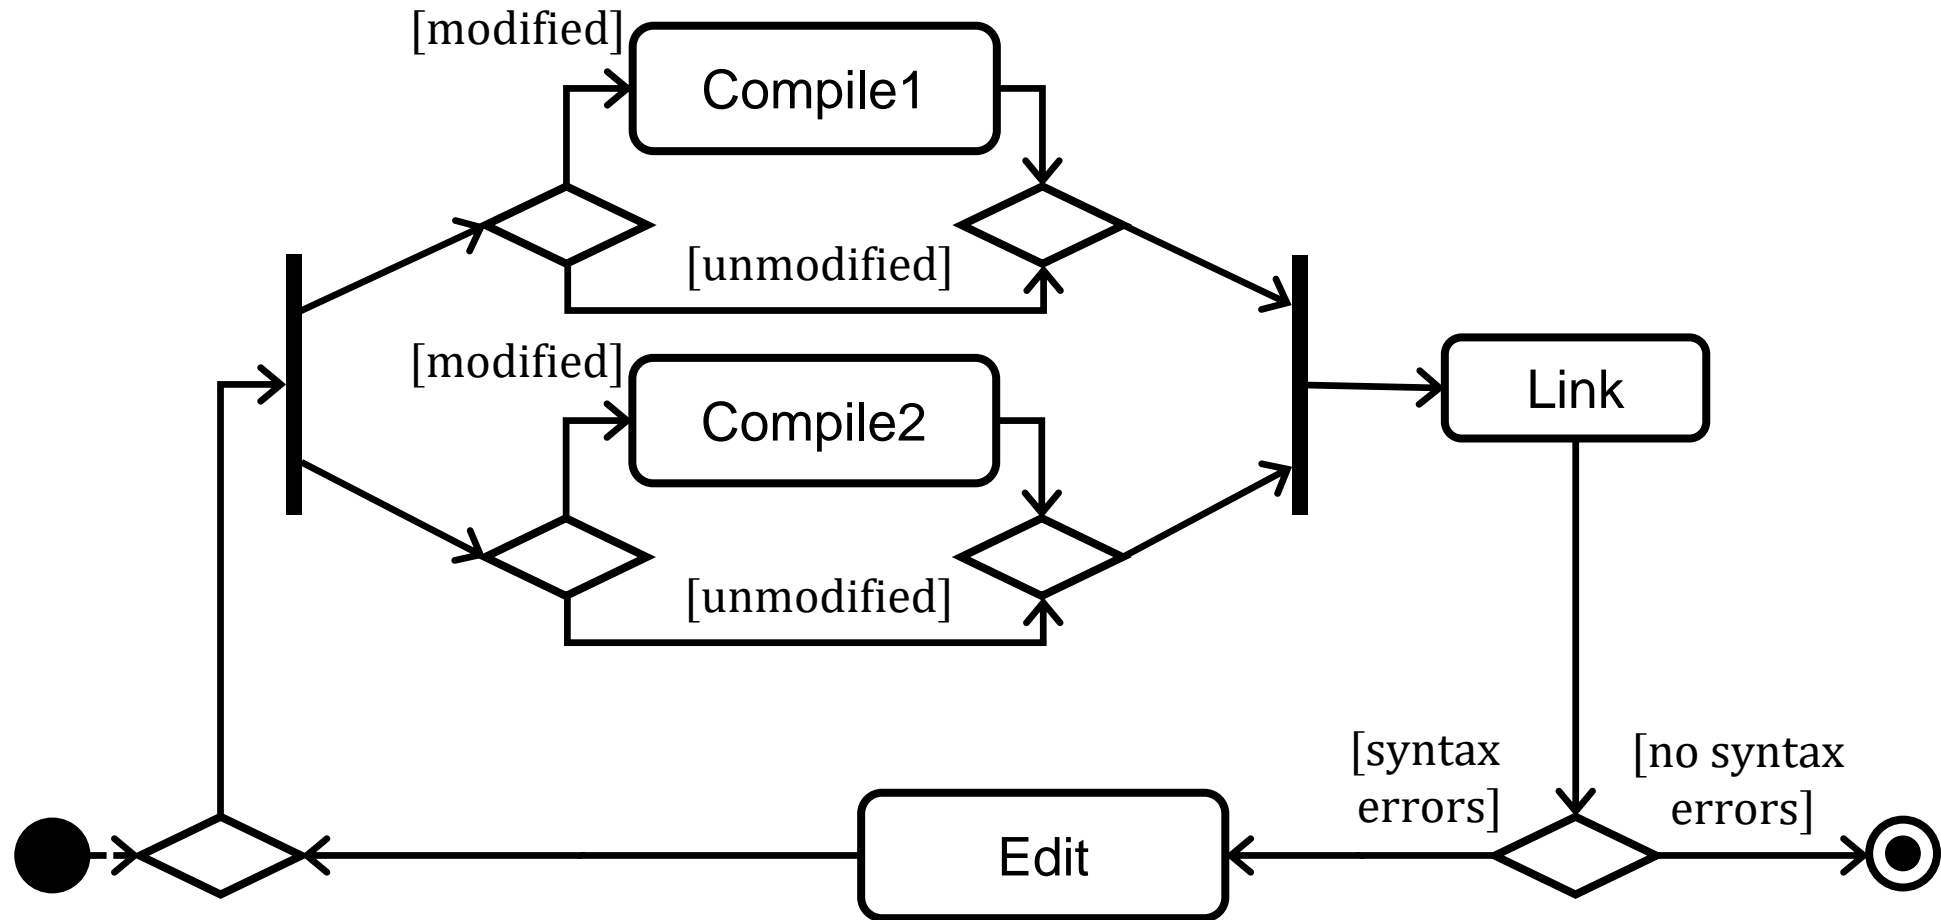 [modified]
Compile1
[unmodified]
[modified]
Compile2
[unmodified]
Link
[syntax
errors]
[no syntax
errors]
Edit